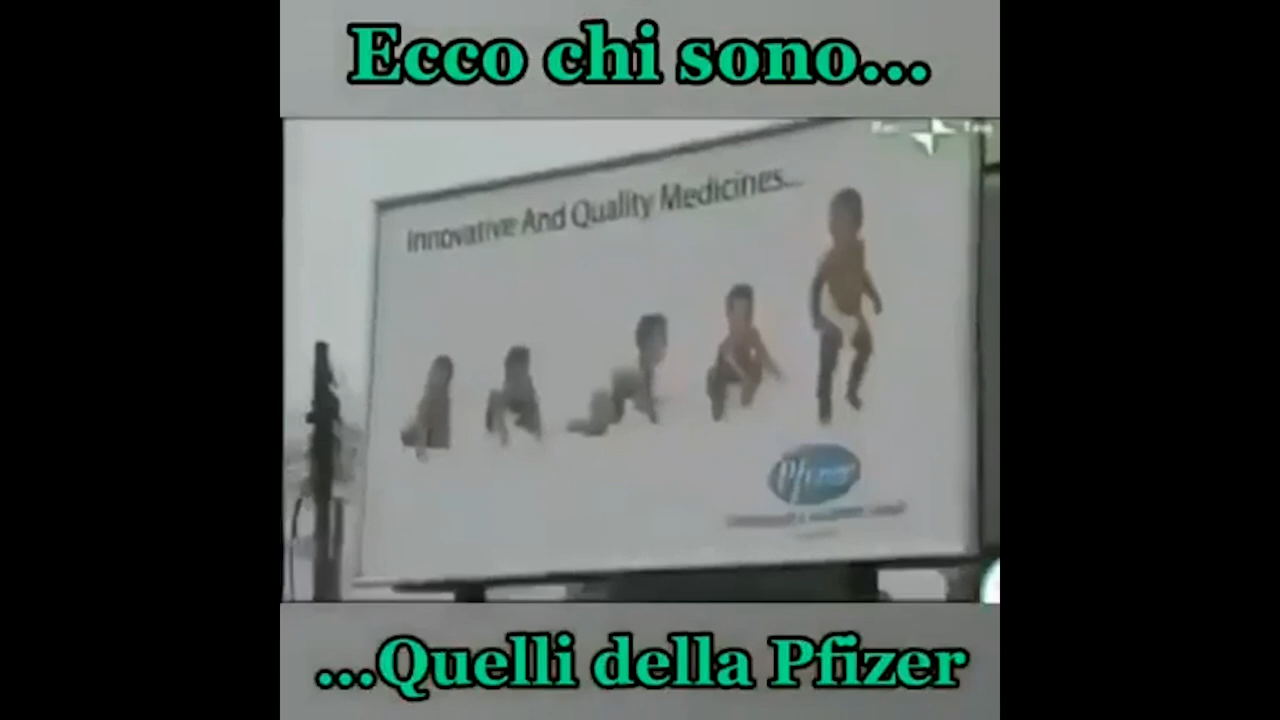 Ecco chi sono...
Innovative And Quality Medicines...
Pfizer
...Quelli della Pfizer